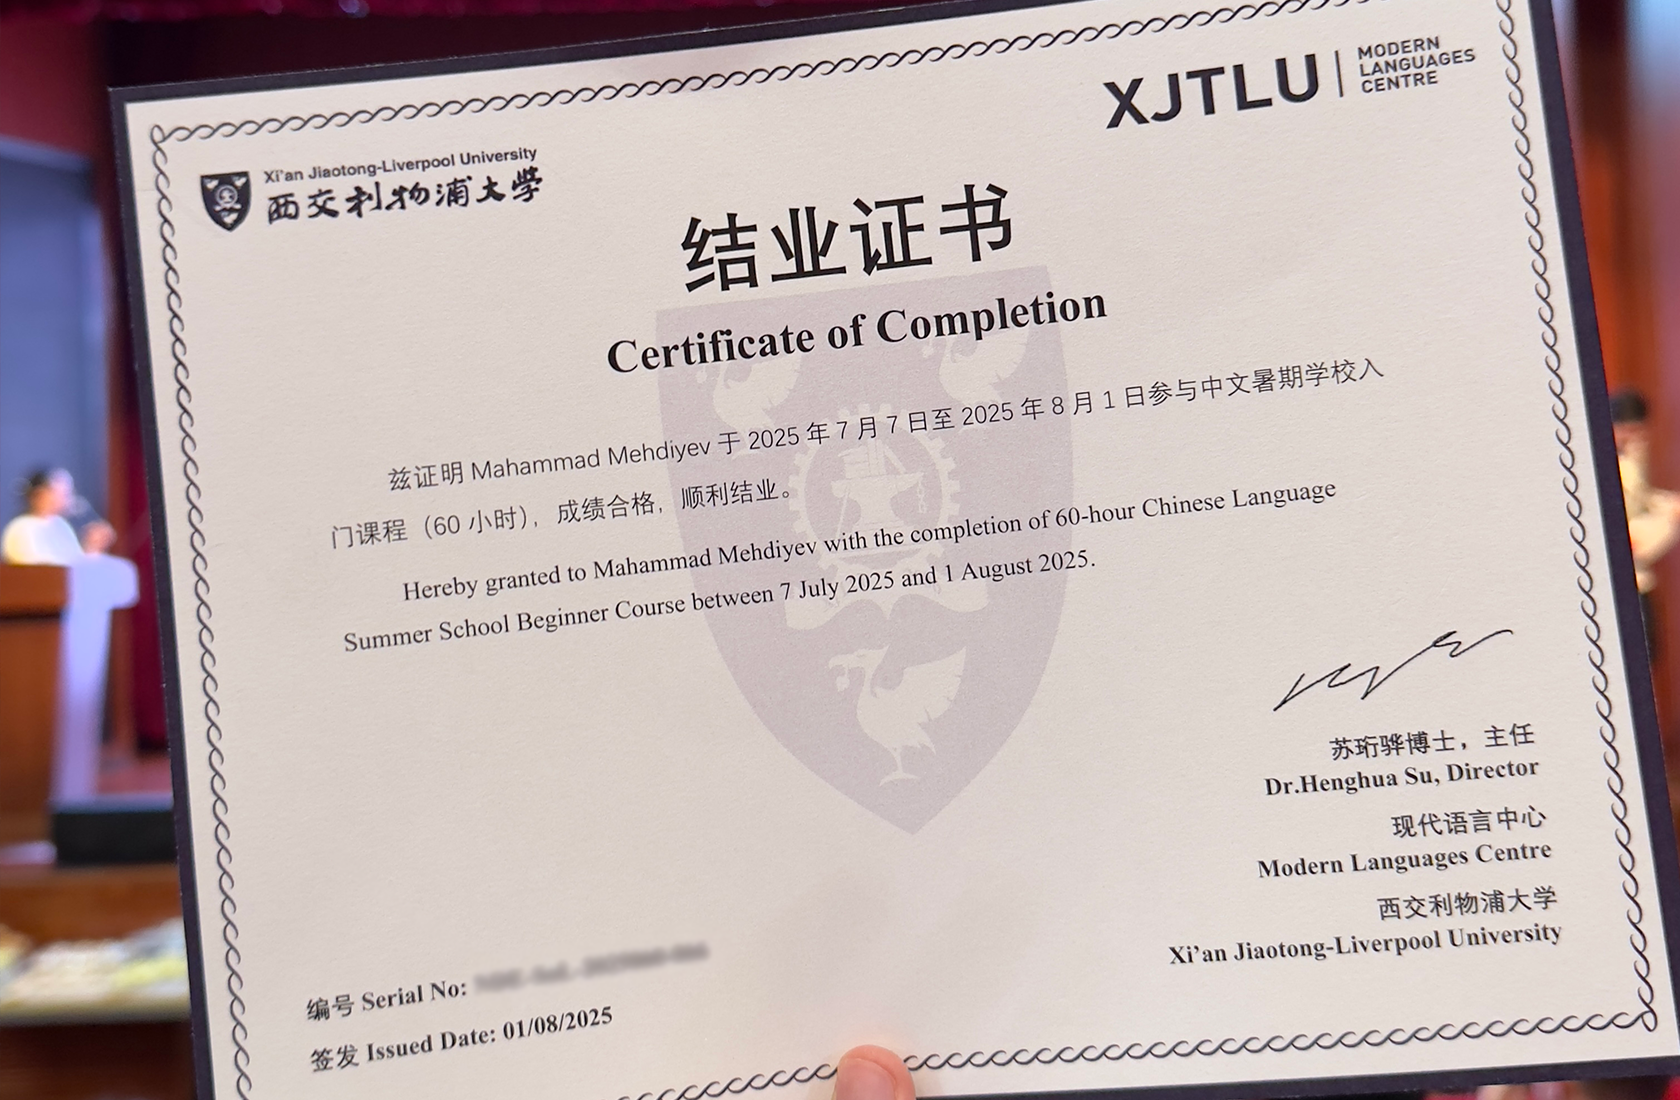 Xi'an Jiaotong-Liverpool University
西交利物浦大學
XJTLU
MODERN
LANGUAGES
CENTRE
结业证书
Certificate of Completion
兹证明 Mahammad Mehdiyev 于 2025 年 7 月 7 日至 2025 年 8 月 1 日参与中文暑期学校入
门课程（60 小时），成绩合格，顺利结业。
Hereby granted to Mahammad Mehdiyev with the completion of 60-hour Chinese Language
Summer School Beginner Course between 7 July 2025 and 1 August 2025.
苏珩骅博士，主任
Dr.Henghua Su, Director
现代语言中心
Modern Languages Centre
西交利物浦大学
Xi'an Jiaotong-Liverpool University
编号 Serial No:
签发 Issued Date: 01/08/2025